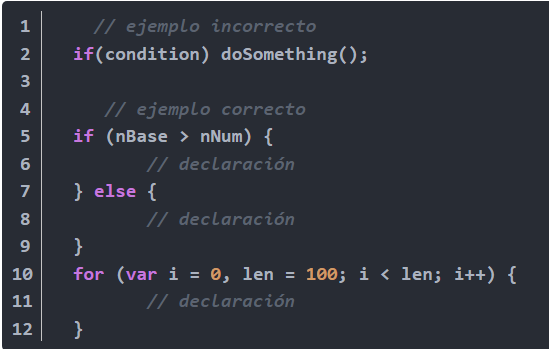 1 // ejemplo incorrecto
2 if(condition) doSomething();
3
4 // ejemplo correcto
5 if (nBase > nNum) {
6 // declaración
7 } else {
8 // declaración
9 }
10 for (var i = 0, len = 100; i < len; i++) {
11 // declaración
12 }